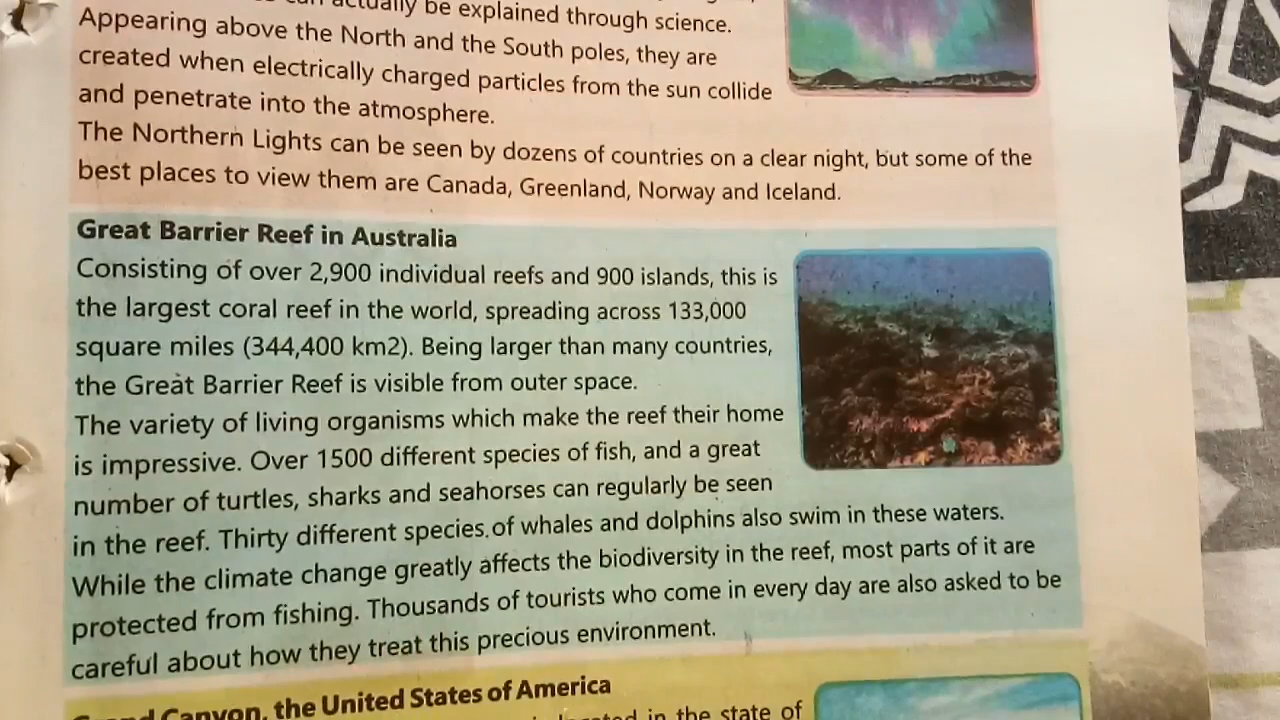 actually be explained through science.
Appearing above the North and the South poles, they are
created when electrically charged particles from the sun collide
and penetrate into the atmosphere.
The Northern Lights can be seen by dozens of countries on a clear night, but some of the
best places to view them are Canada, Greenland, Norway and Iceland.
Great Barrier Reef in Australia
Consisting of over 2,900 individual reefs and 900 islands, this is
the largest coral reef in the world, spreading across 133,000
square miles (344,400 km2). Being larger than many countries,
the Great Barrier Reef is visible from outer space.
The variety of living organisms which make the reef their home
is impressive. Over 1500 different species of fish, and a great
number of turtles, sharks and seahorses can regularly be seen
in the reef. Thirty different species of whales and dolphins also swim in these waters.
While the climate change greatly affects the biodiversity in the reef, most parts of it are
protected from fishing. Thousands of tourists who come in every day are also asked to be
careful about how they treat this precious environment.
Canyon, the United States of America
in the state of